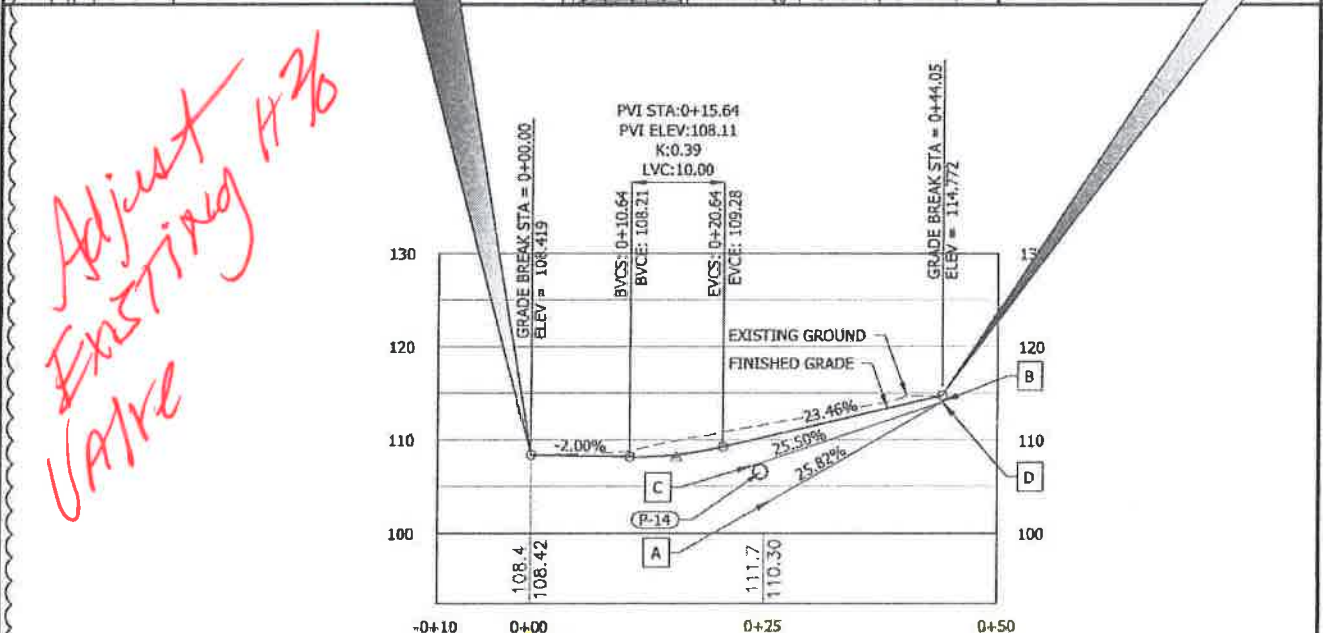 Adjust
EXISTING H2O
VAlve
PVI STA:0+15.64
PVI ELEV:108.11
K:0.39
LVC:10.00
GRADE BREAK STA = 0+00.00
ELEV = 108.419
BVCS: 0+10.64
BVCE: 108.21
EVCS: 0+20.64
EVCE: 109.28
GRADE BREAK STA = 0+44.05
ELEV = 114.772
130
120
110
100
130
120
110
100
EXISTING GROUND
FINISHED GRADE
-2.00%
23.46%
25.50%
25.82%
B
D
C
P-14
A
108.4
108.42
111.7
110.30
-0+10
0+00
0+25
0+50